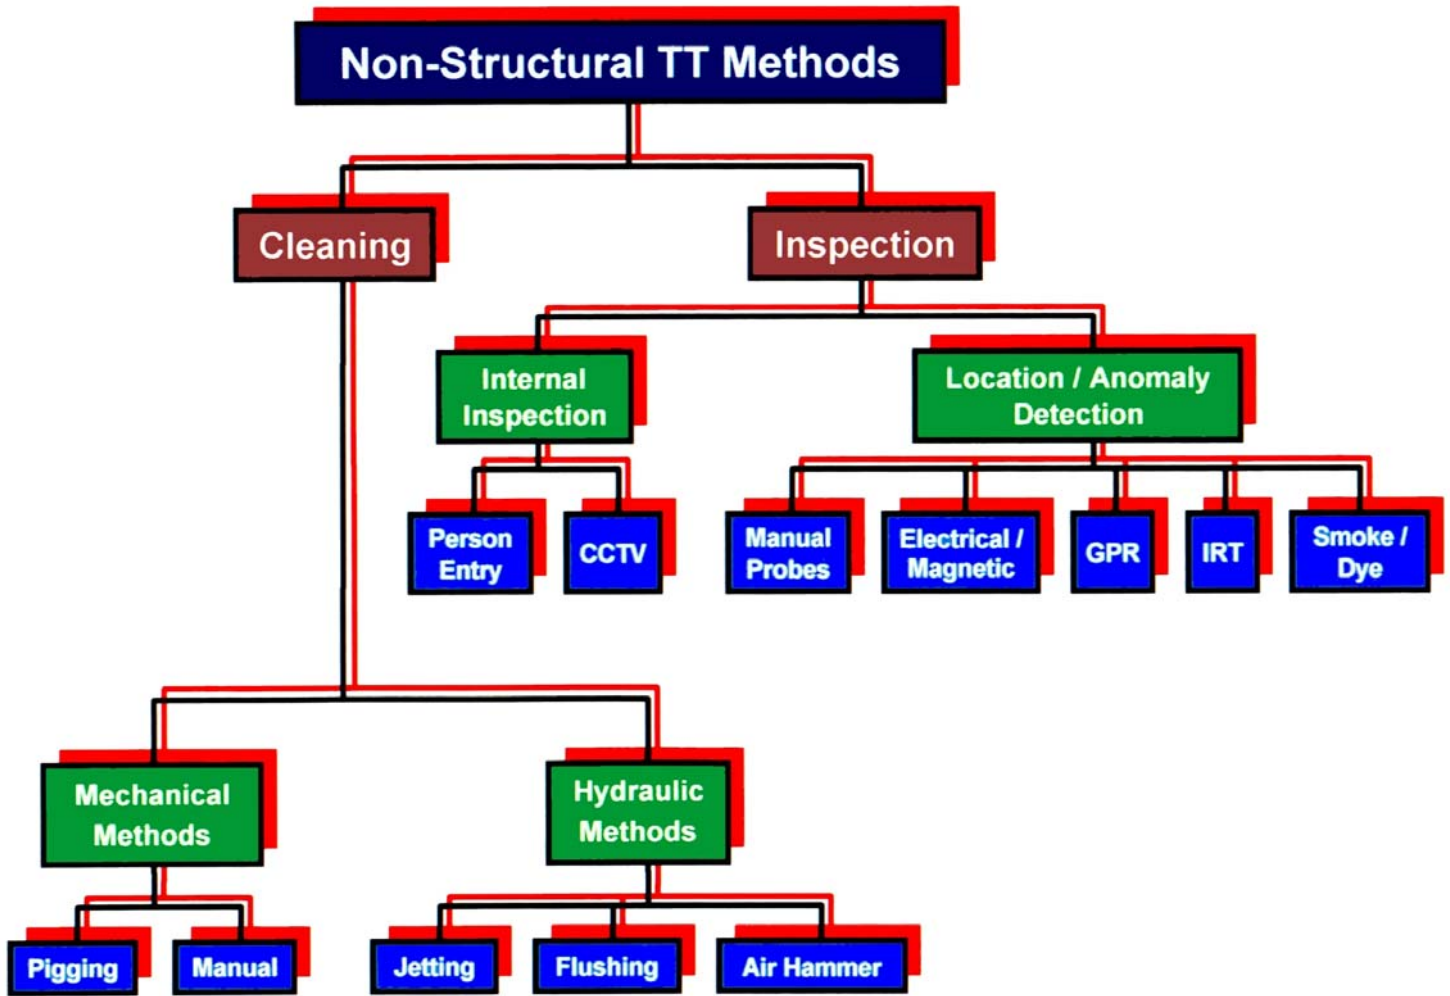 Non-Structural TT Methods
Cleaning
Inspection
Internal
Inspection
Location / Anomaly
Detection
Person
Entry
CCTV
Manual
Probes
Electrical /
Magnetic
GPR
IRT
Smoke /
Dye
Mechanical
Methods
Hydraulic
Methods
Pigging
Manual
Jetting
Flushing
Air Hammer